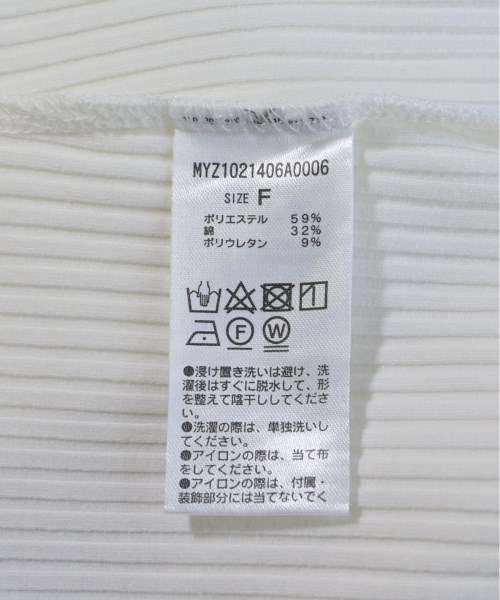 MYZ1021406A0006
SIZE F
ポリエステル 59%
綿 32%
ポリウレタン 9%
F W
●浸け置き洗いは避け、洗
濯後はすぐに脱水して、形
を整えて陰干ししてくださ
い。
●洗濯の際は、単独洗いし
てください。
●アイロンの際は、当て布
をしてください。
●アイロンの際は、付属・
装飾部分には当てないでく